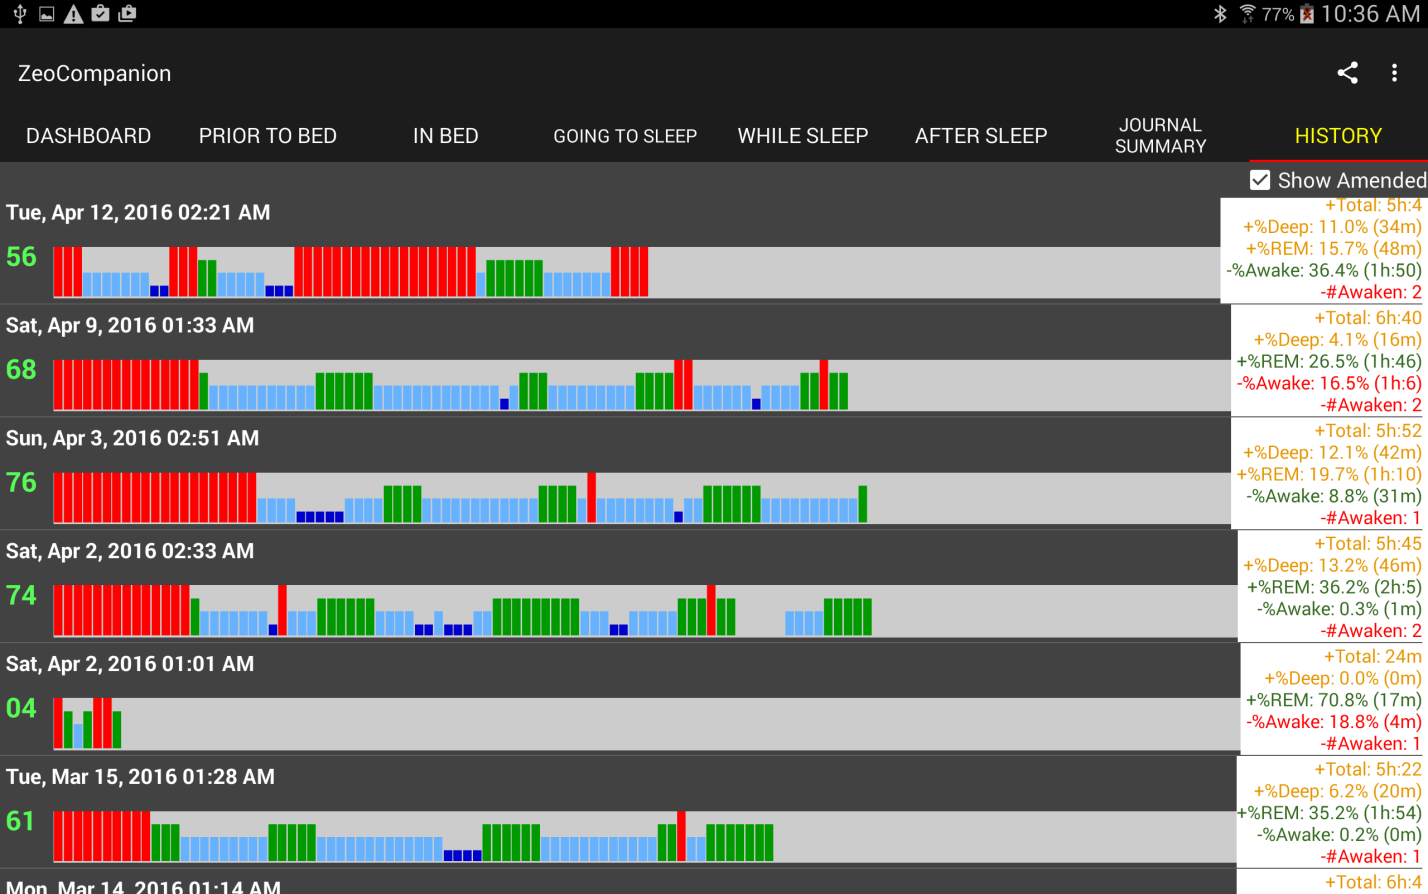 77% 10:36 AM
ZeoCompanion
DASHBOARD PRIOR TO BED IN BED GOING TO SLEEP WHILE SLEEP AFTER SLEEP JOURNAL SUMMARY HISTORY
Show Amended
Tue, Apr 12, 2016 02:21 AM
56
+Total: 5h:4
+%Deep: 11.0% (34m)
+%REM: 15.7% (48m)
-%Awake: 36.4% (1h:50)
-#Awaken: 2
Sat, Apr 9, 2016 01:33 AM
68
+Total: 6h:40
+%Deep: 4.1% (16m)
+%REM: 26.5% (1h:46)
-%Awake: 16.5% (1h:6)
-#Awaken: 2
Sun, Apr 3, 2016 02:51 AM
76
+Total: 5h:52
+%Deep: 12.1% (42m)
+%REM: 19.7% (1h:10)
-%Awake: 8.8% (31m)
-#Awaken: 1
Sat, Apr 2, 2016 02:33 AM
74
+Total: 5h:45
+%Deep: 13.2% (46m)
+%REM: 36.2% (2h:5)
-%Awake: 0.3% (1m)
-#Awaken: 2
Sat, Apr 2, 2016 01:01 AM
04
+Total: 24m
+%Deep: 0.0% (0m)
+%REM: 70.8% (17m)
-%Awake: 18.8% (4m)
-#Awaken: 1
Tue, Mar 15, 2016 01:28 AM
61
+Total: 5h:22
+%Deep: 6.2% (20m)
+%REM: 35.2% (1h:54)
-%Awake: 0.2% (0m)
-#Awaken: 1
Mon, Mar 14, 2016 01:14 AM
+Total: 6h:4